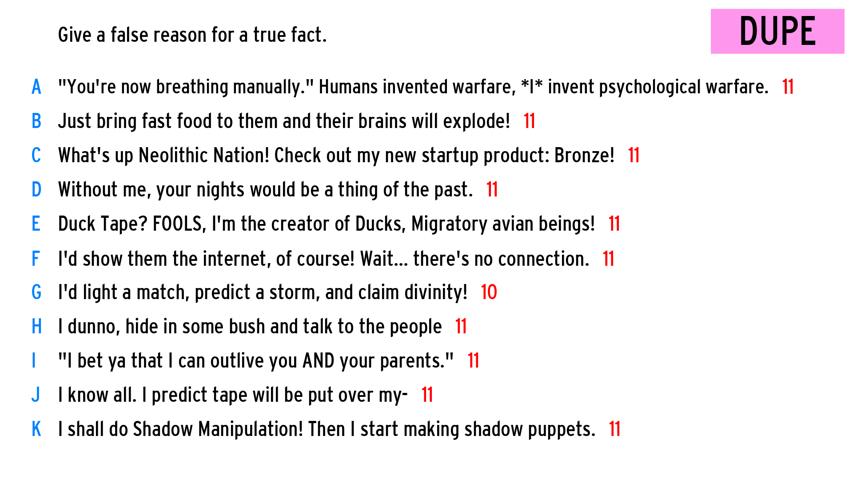 Give a false reason for a true fact.
DUPE
A "You're now breathing manually." Humans invented warfare, *I* invent psychological warfare. 11
B Just bring fast food to them and their brains will explode! 11
C What's up Neolithic Nation! Check out my new startup product: Bronze! 11
D Without me, your nights would be a thing of the past. 11
E Duck Tape? FOOLS, I'm the creator of Ducks, Migratory avian beings! 11
F I'd show them the internet, of course! Wait... there's no connection. 11
G I'd light a match, predict a storm, and claim divinity! 10
H I dunno, hide in some bush and talk to the people 11
I "I bet ya that I can outlive you AND your parents." 11
J I know all. I predict tape will be put over my- 11
K I shall do Shadow Manipulation! Then I start making shadow puppets. 11